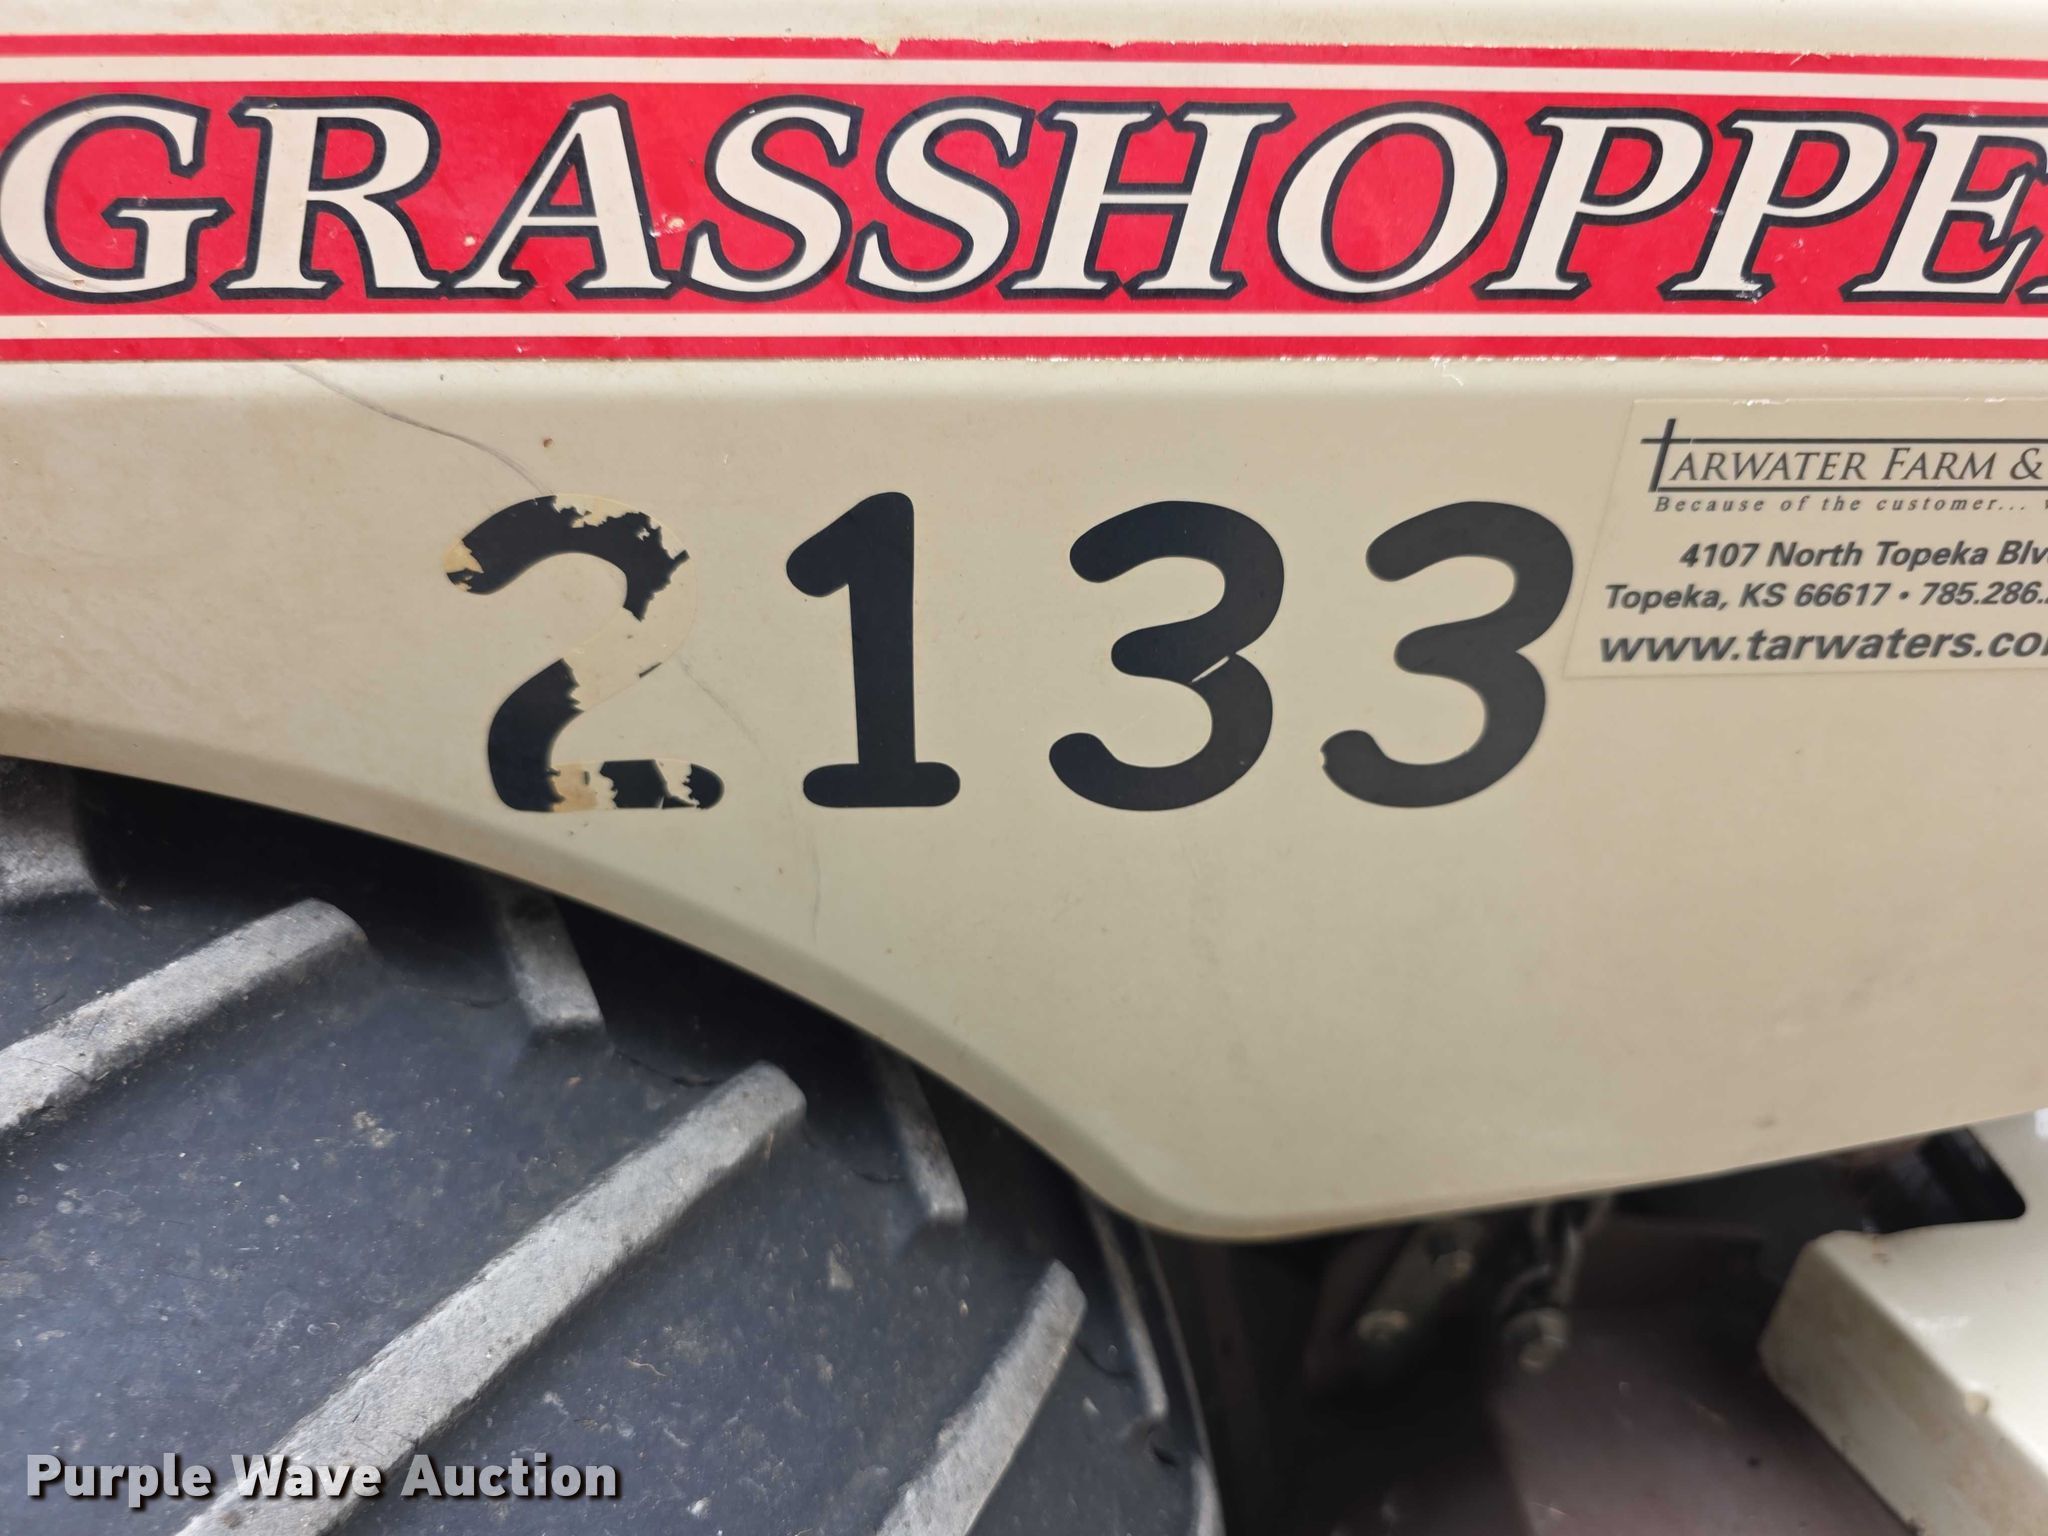 GRASSHOPPE
2133
TARWATER FARM &
Because of the customer...
4107 North Topeka Blv
Topeka, KS 66617 • 785.286.
www.tarwaters.co
Purple Wave Auction